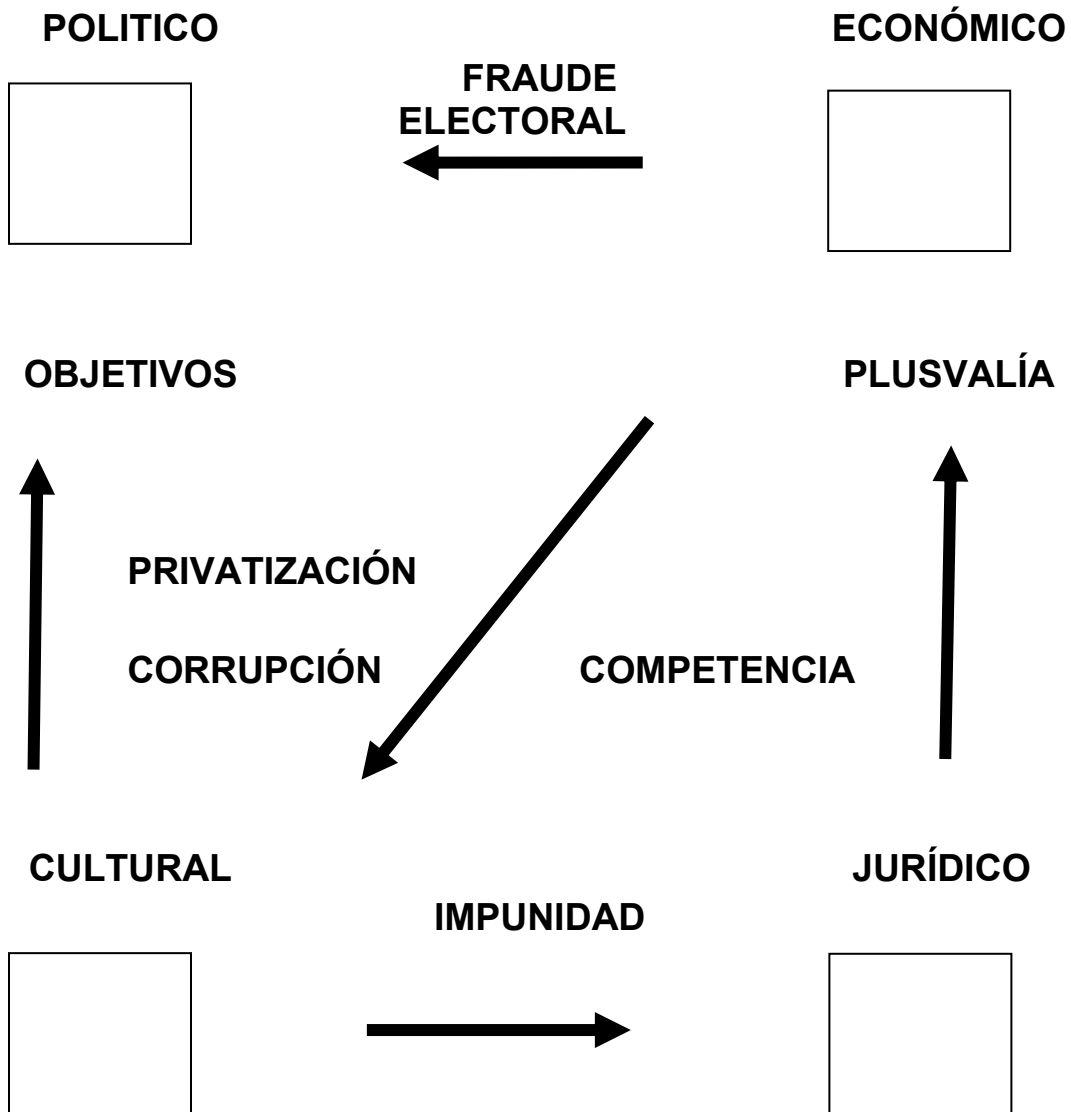 POLITICO
ECONÓMICO
FRAUDE
ELECTORAL
OBJETIVOS
PLUSVALÍA
PRIVATIZACIÓN
CORRUPCIÓN
COMPETENCIA
CULTURAL
JURÍDICO
IMPUNIDAD